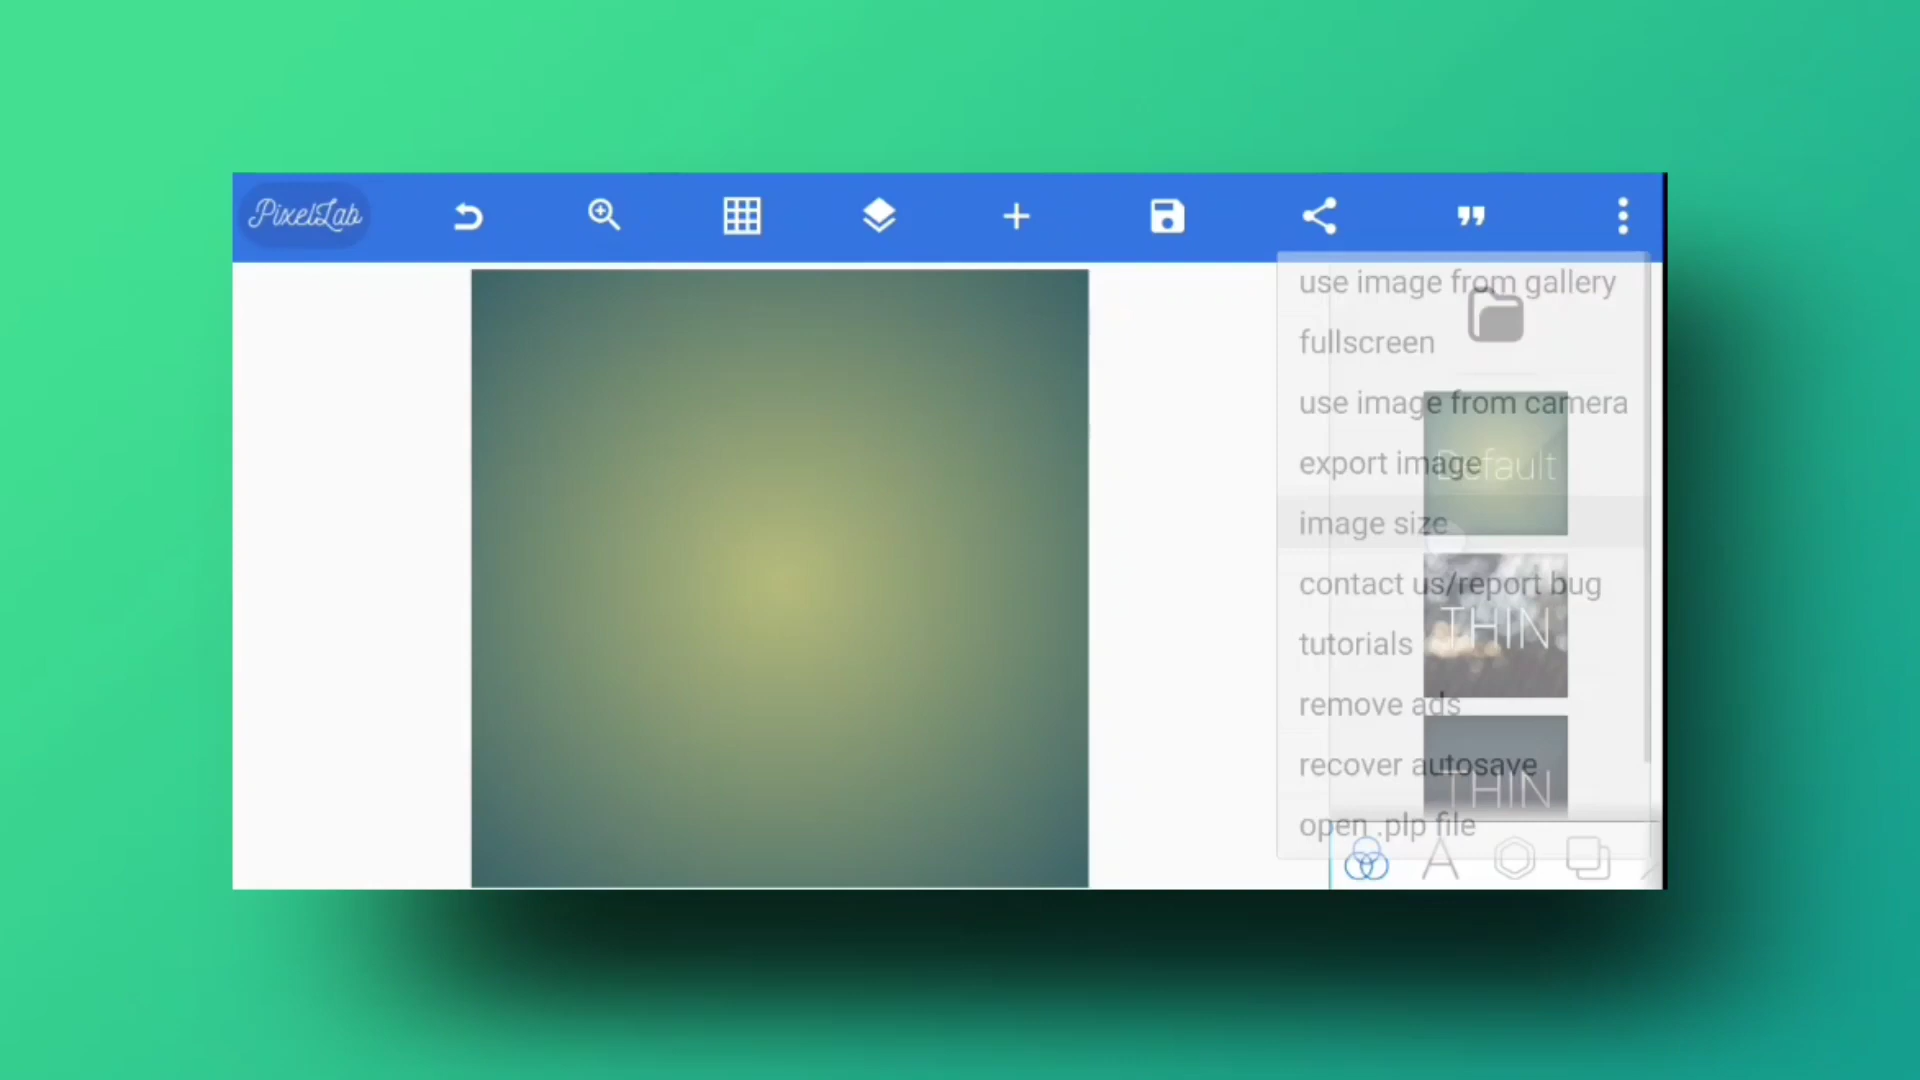 PixelLab
use image from gallery
fullscreen
use image from camera
export image
Default
image size
contact us/report bug
THIN
tutorials
remove ads
recover autosave
THIN
open .plp file
A